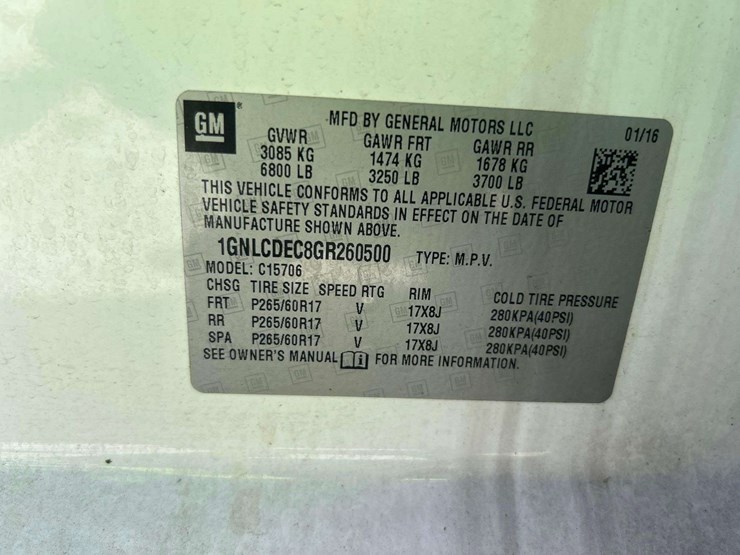 GM ®
MFD BY GENERAL MOTORS LLC 01/16
GVWR GAWR FRT GAWR RR
3085 KG 1474 KG 1678 KG
6800 LB 3250 LB 3700 LB
THIS VEHICLE CONFORMS TO ALL APPLICABLE U.S. FEDERAL MOTOR
VEHICLE SAFETY STANDARDS IN EFFECT ON THE DATE OF
MANUFACTURE SHOWN ABOVE.
1GNLCDEC8GR260500 TYPE: M.P.V.
MODEL: C15706
CHSG TIRE SIZE SPEED RTG RIM COLD TIRE PRESSURE
FRT P265/60R17 V 17X8J 280KPA(40PSI)
RR P265/60R17 V 17X8J 280KPA(40PSI)
SPA P265/60R17 V 17X8J 280KPA(40PSI)
SEE OWNER'S MANUAL i FOR MORE INFORMATION.